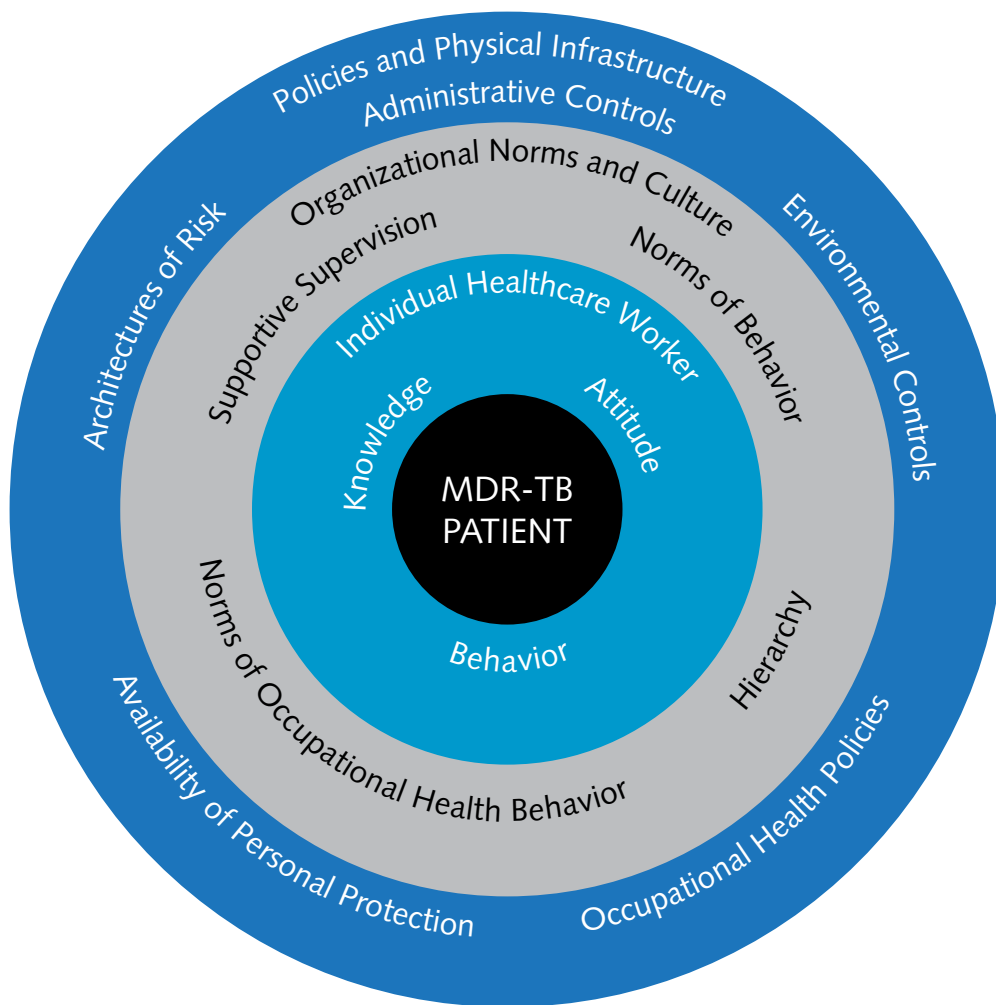 Policies and Physical Infrastructure
Administrative Controls
Architectures of Risk
Environmental Controls
Availability of Personal Protection
Occupational Health Policies
Organizational Norms and Culture
Supportive Supervision
Norms of Behavior
Norms of Occupational Health Behavior
Hierarchy
Individual Healthcare Worker
Knowledge
Attitude
Behavior
MDR-TB
PATIENT